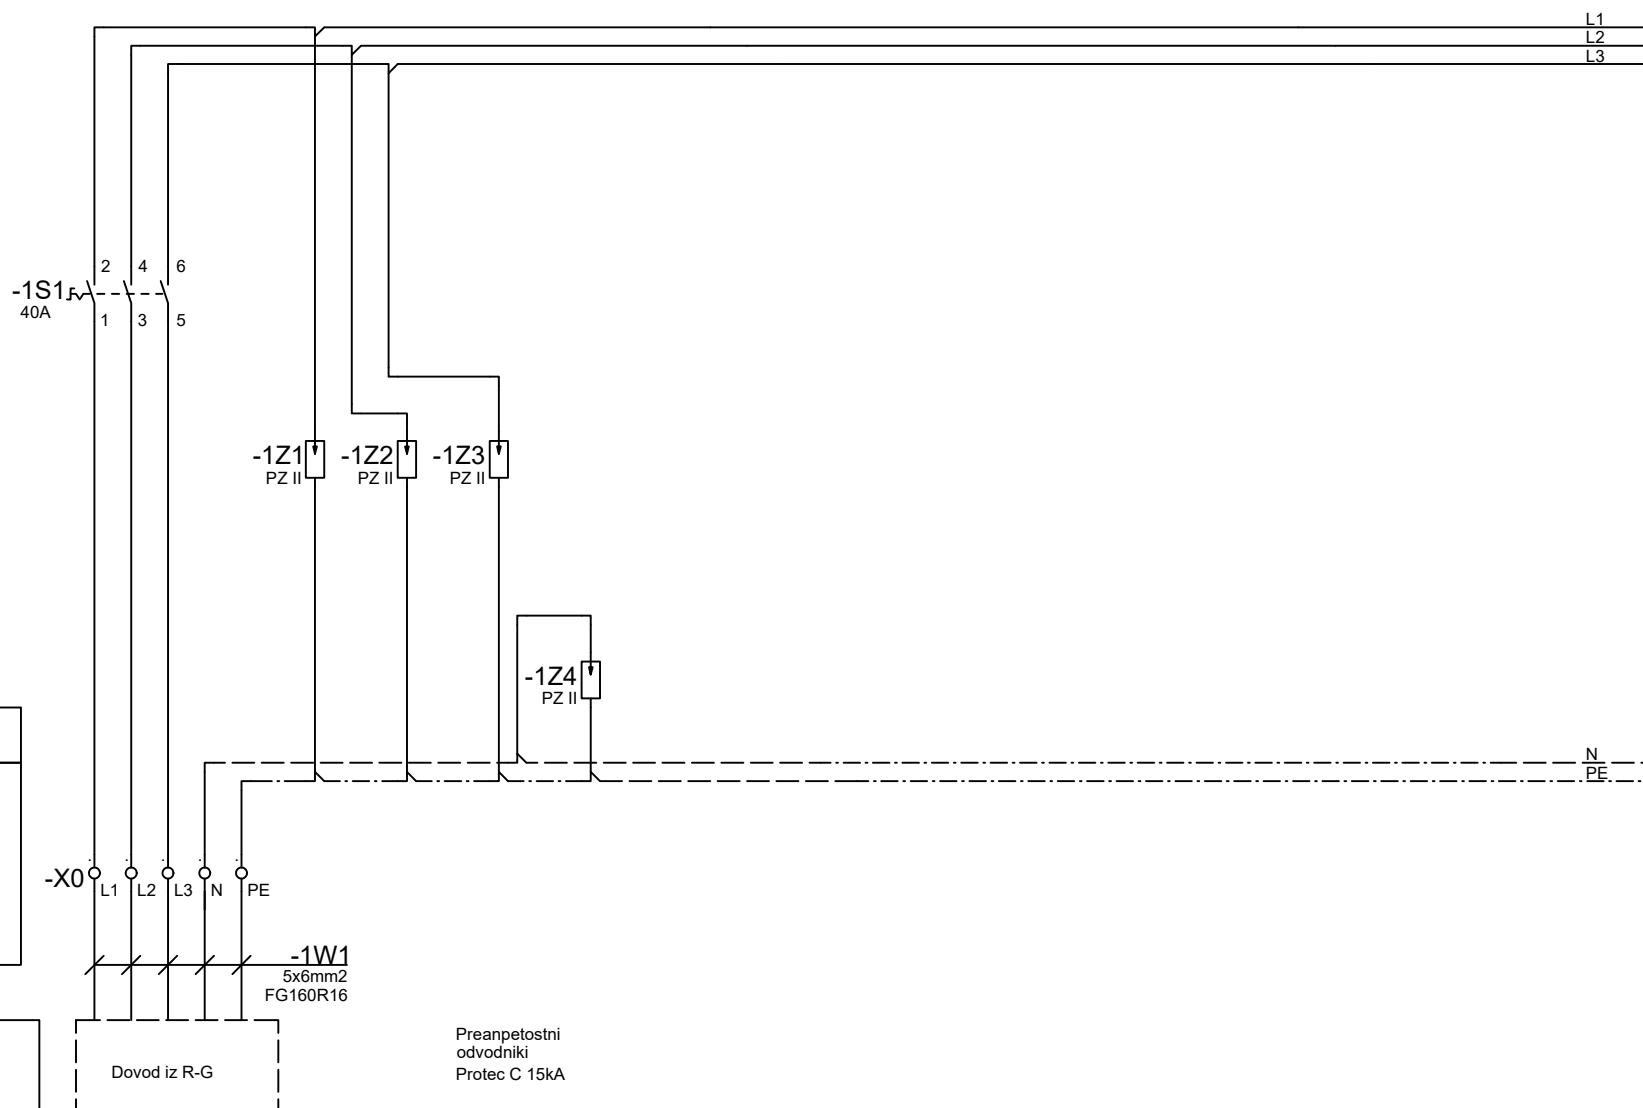 L1
L2
L3
2 4 6
-1S1
40A
1 3 5
-1Z1 -1Z2 -1Z3
PZ II PZ II PZ II
-1Z4
PZ II
N
PE
-X0 L1 L2 L3 N PE
-1W1
5x6mm2
FG160R16
Preanpetostni
odvodniki
Protec C 15kA
Dovod iz R-G